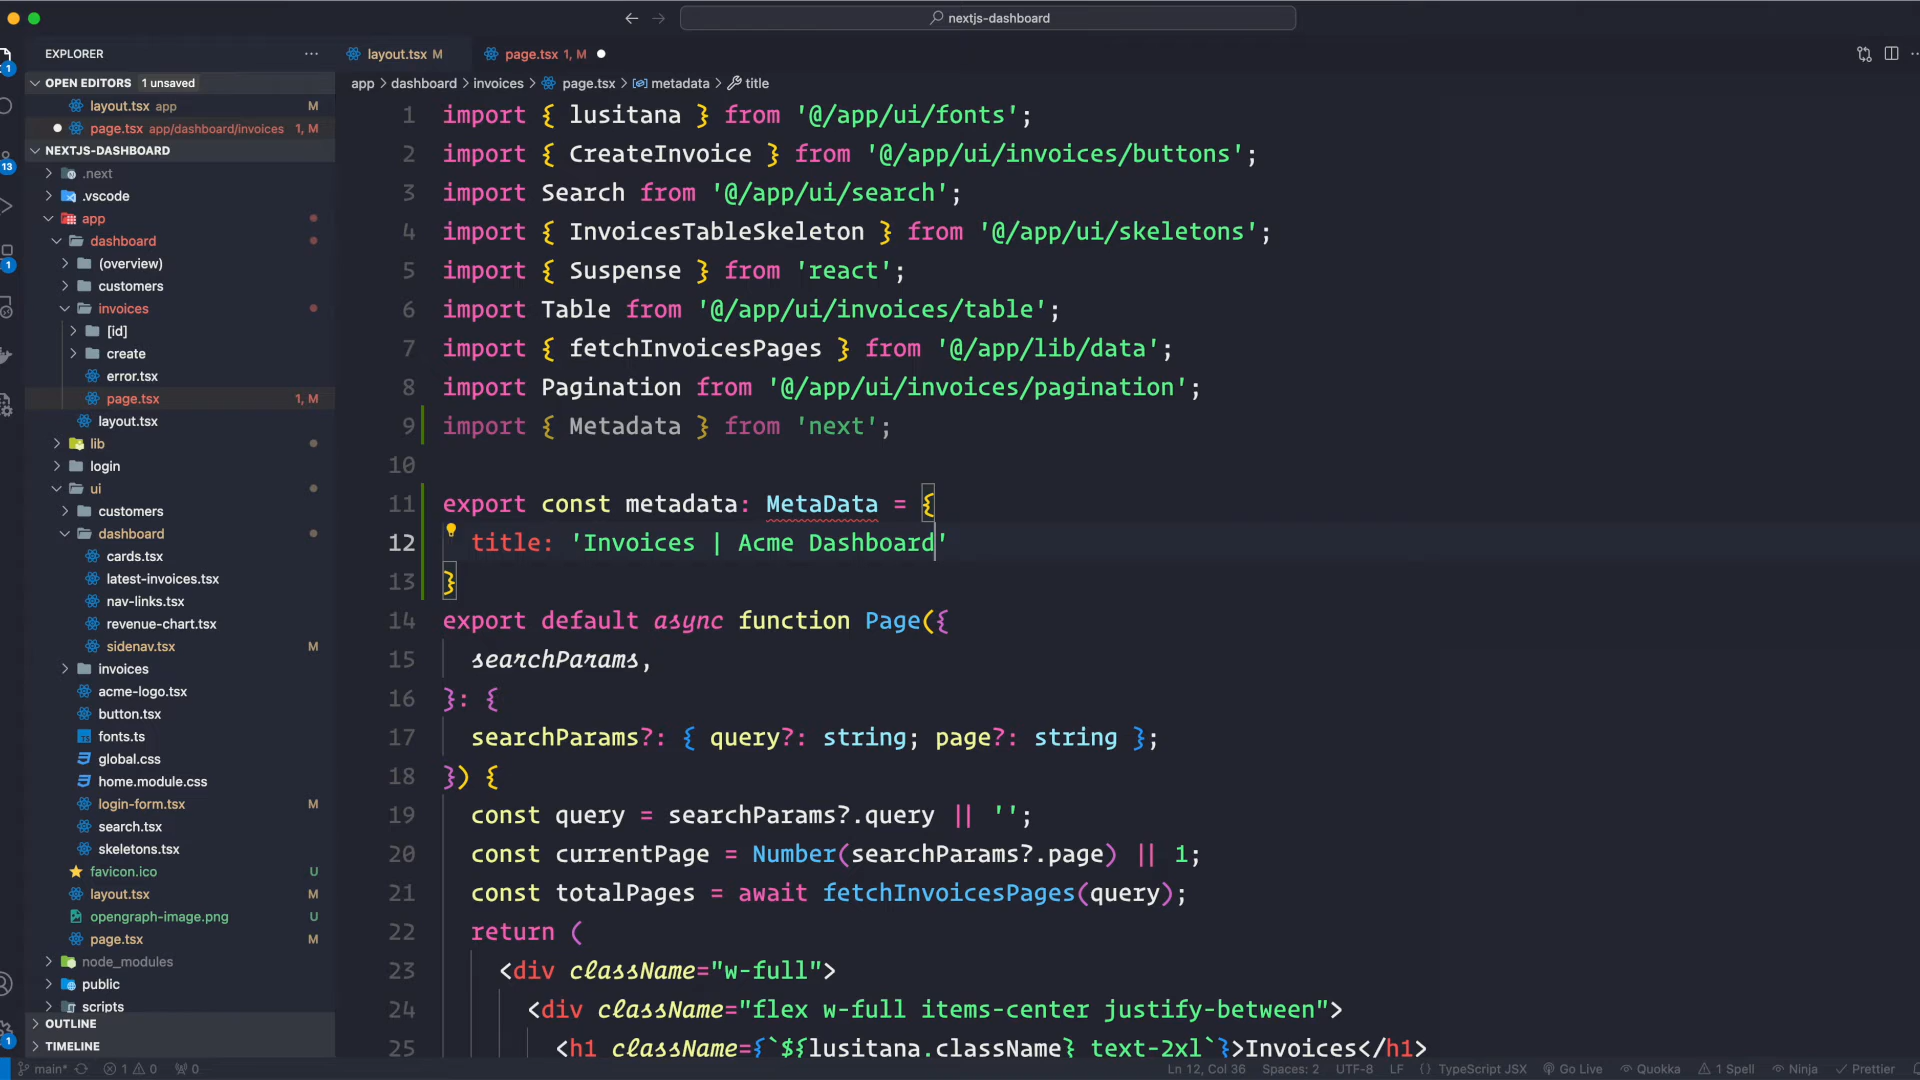 nextjs-dashboard
EXPLORER
layout.tsx M
page.tsx 1, M
OPEN EDITORS 1 unsaved
app > dashboard > invoices > page.tsx > metadata > title
layout.tsx app M
page.tsx app/dashboard/invoices 1, M
NEXTJS-DASHBOARD
.next
.vscode
app
dashboard
(overview)
customers
invoices
[id]
create
error.tsx
page.tsx 1, M
layout.tsx
lib
login
ui
customers
dashboard
cards.tsx
latest-invoices.tsx
nav-links.tsx
revenue-chart.tsx
sidenav.tsx M
invoices
acme-logo.tsx
button.tsx
fonts.ts
global.css
home.module.css
login-form.tsx M
search.tsx
skeletons.tsx
favicon.ico U
layout.tsx M
opengraph-image.png U
page.tsx M
node_modules
public
scripts
OUTLINE
TIMELINE
1
13
1
1
1 import { lusitana } from '@/app/ui/fonts';
2 import { CreateInvoice } from '@/app/ui/invoices/buttons';
3 import Search from '@/app/ui/search';
4 import { InvoicesTableSkeleton } from '@/app/ui/skeletons';
5 import { Suspense } from 'react';
6 import Table from '@/app/ui/invoices/table';
7 import { fetchInvoicesPages } from '@/app/lib/data';
8 import Pagination from '@/app/ui/invoices/pagination';
9 import { Metadata } from 'next';
10
11 export const metadata: MetaData = {
12 title: 'Invoices | Acme Dashboard'
13 }
14 export default async function Page({
15 searchParams,
16 }: {
17 searchParams?: { query?: string; page?: string };
18 }) {
19 const query = searchParams?.query || '';
20 const currentPage = Number(searchParams?.page) || 1;
21 const totalPages = await fetchInvoicesPages(query);
22 return (
23 <div className="w-full">
24 <div className="flex w-full items-center justify-between">
25 <h1 className={`${lusitana.className} text-2xl`}>Invoices</h1>
main* 1 0 0 Ln 12, Col 36 Spaces: 2 UTF-8 LF {} TypeScript JSX Go Live Quokka 1 Spell Ninja Prettier